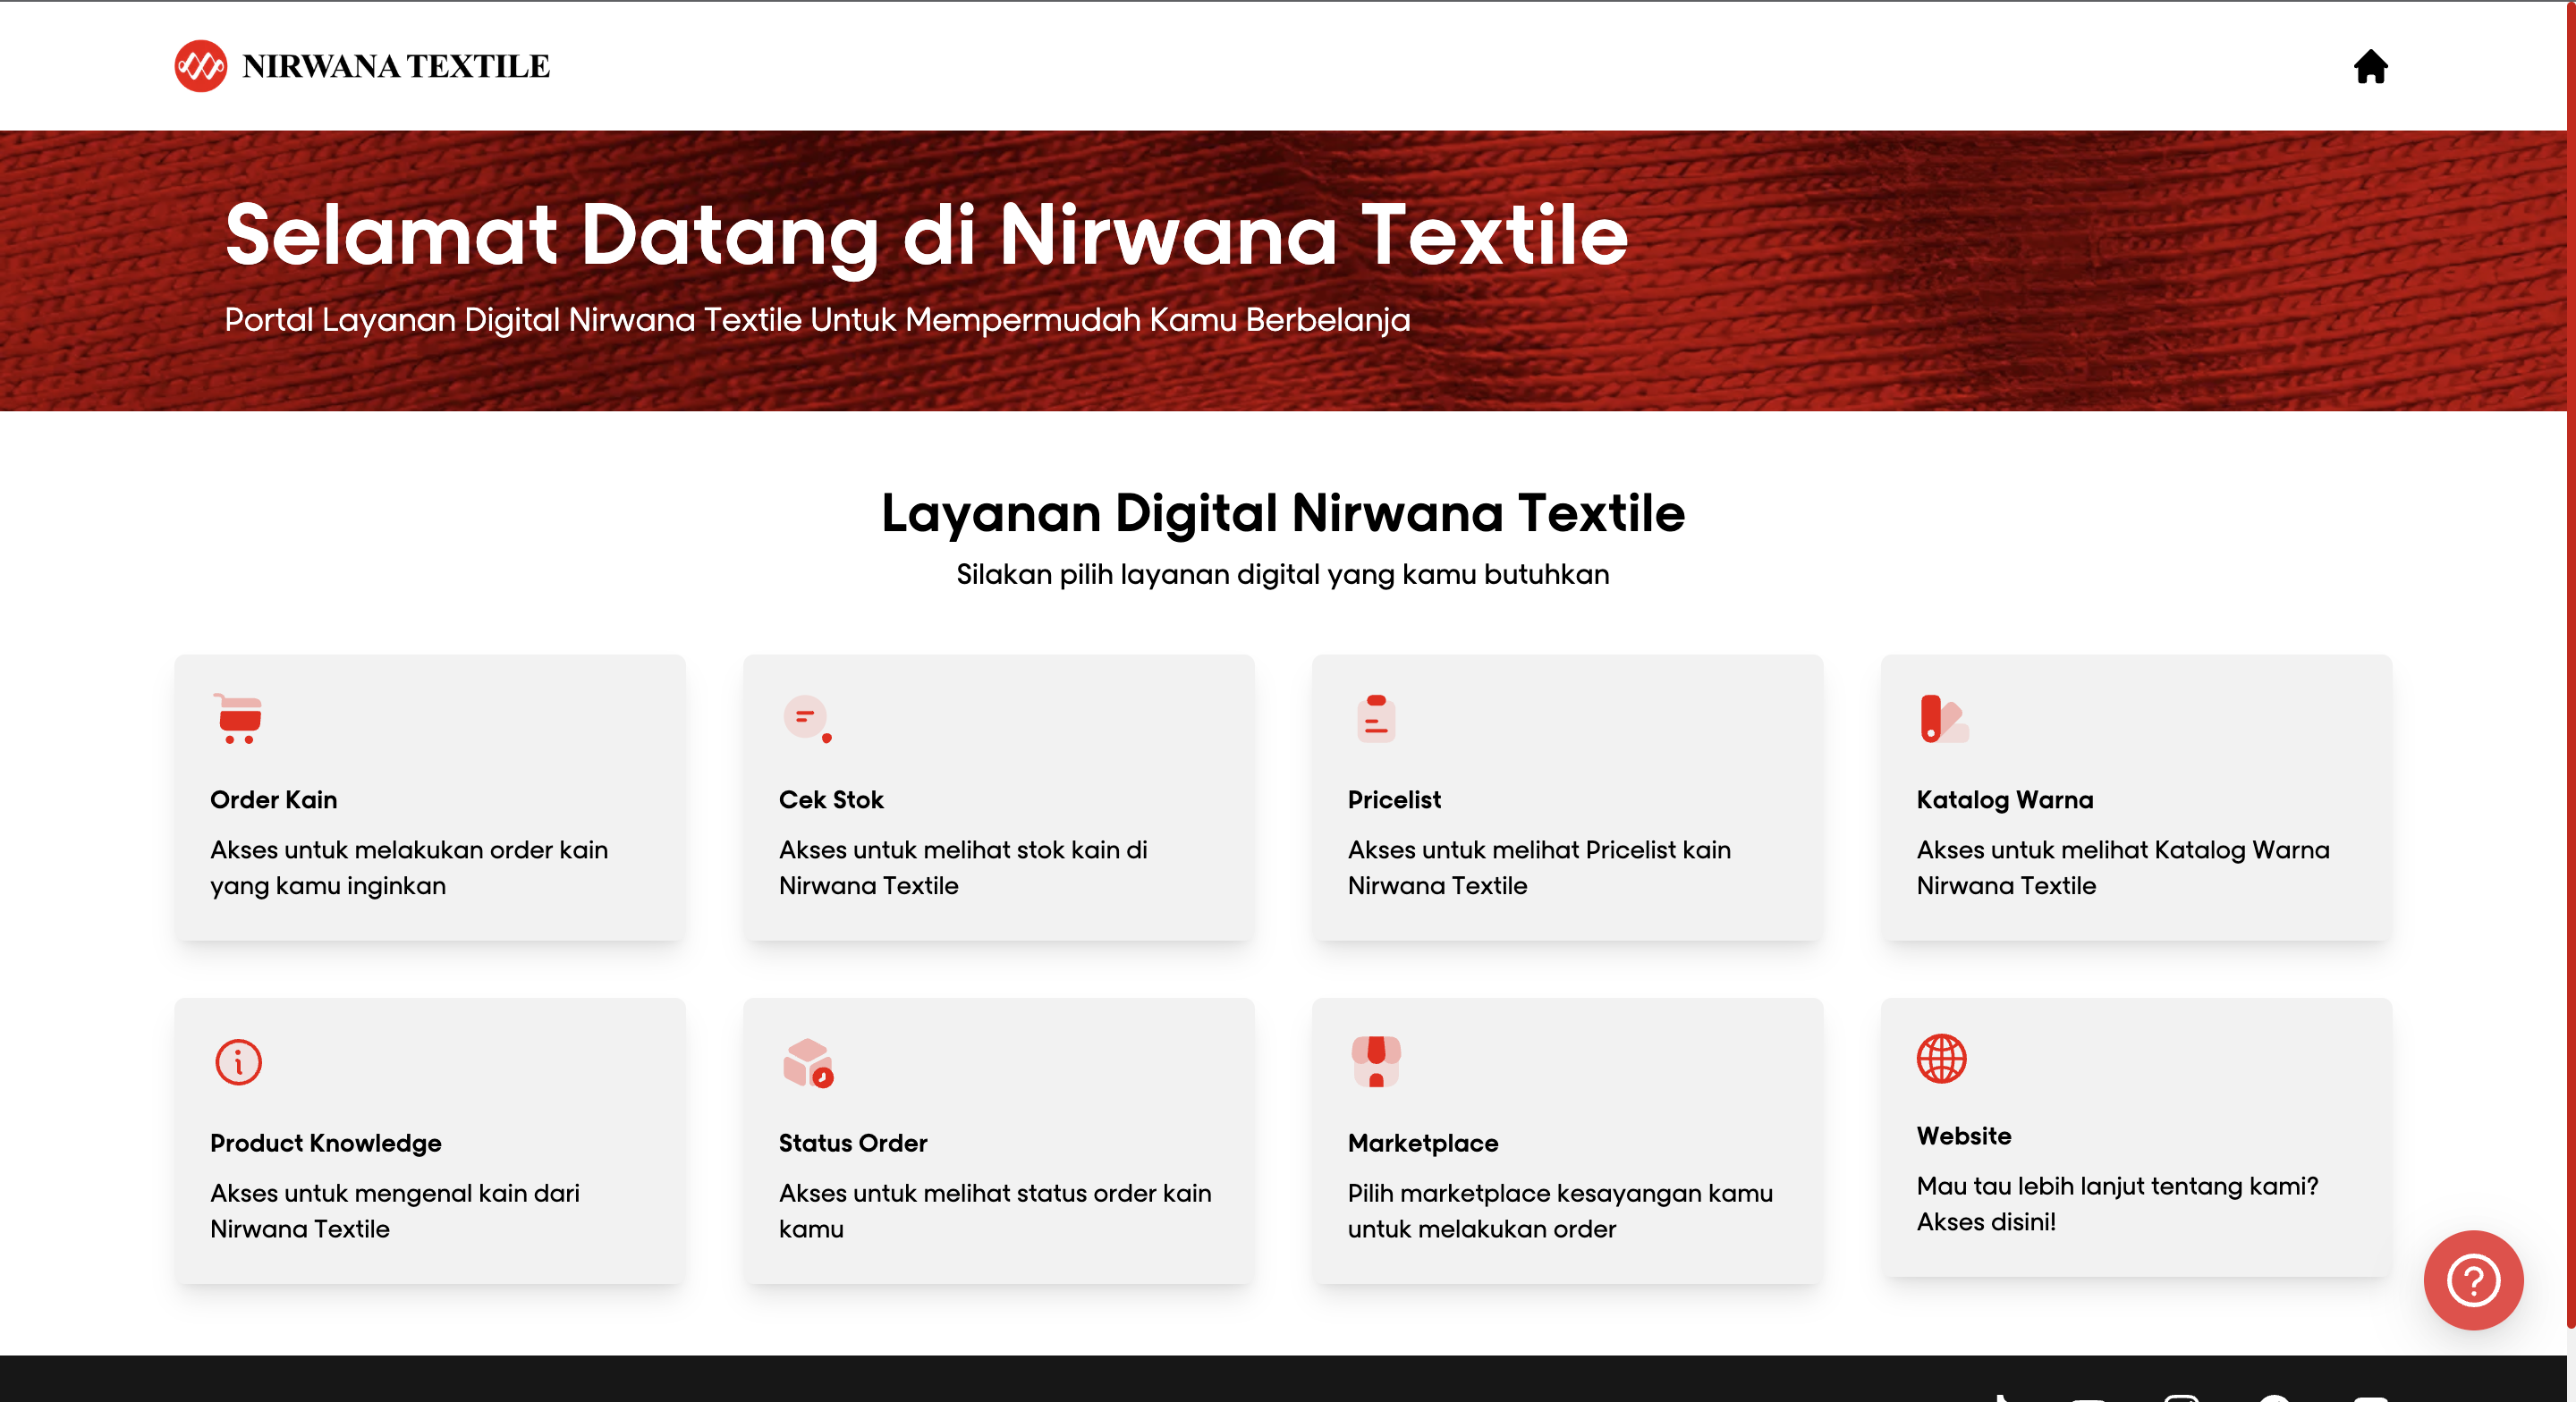 NIRWANA TEXTILE
Selamat Datang di Nirwana Textile
Portal Layanan Digital Nirwana Textile Untuk Mempermudah Kamu Berbelanja
Layanan Digital Nirwana Textile
Silakan pilih layanan digital yang kamu butuhkan
Order Kain
Akses untuk melakukan order kain
yang kamu inginkan
Cek Stok
Akses untuk melihat stok kain di
Nirwana Textile
Pricelist
Akses untuk melihat Pricelist kain
Nirwana Textile
Katalog Warna
Akses untuk melihat Katalog Warna
Nirwana Textile
Product Knowledge
Akses untuk mengenal kain dari
Nirwana Textile
Status Order
Akses untuk melihat status order kain
kamu
Marketplace
Pilih marketplace kesayangan kamu
untuk melakukan order
Website
Mau tau lebih lanjut tentang kami?
Akses disini!